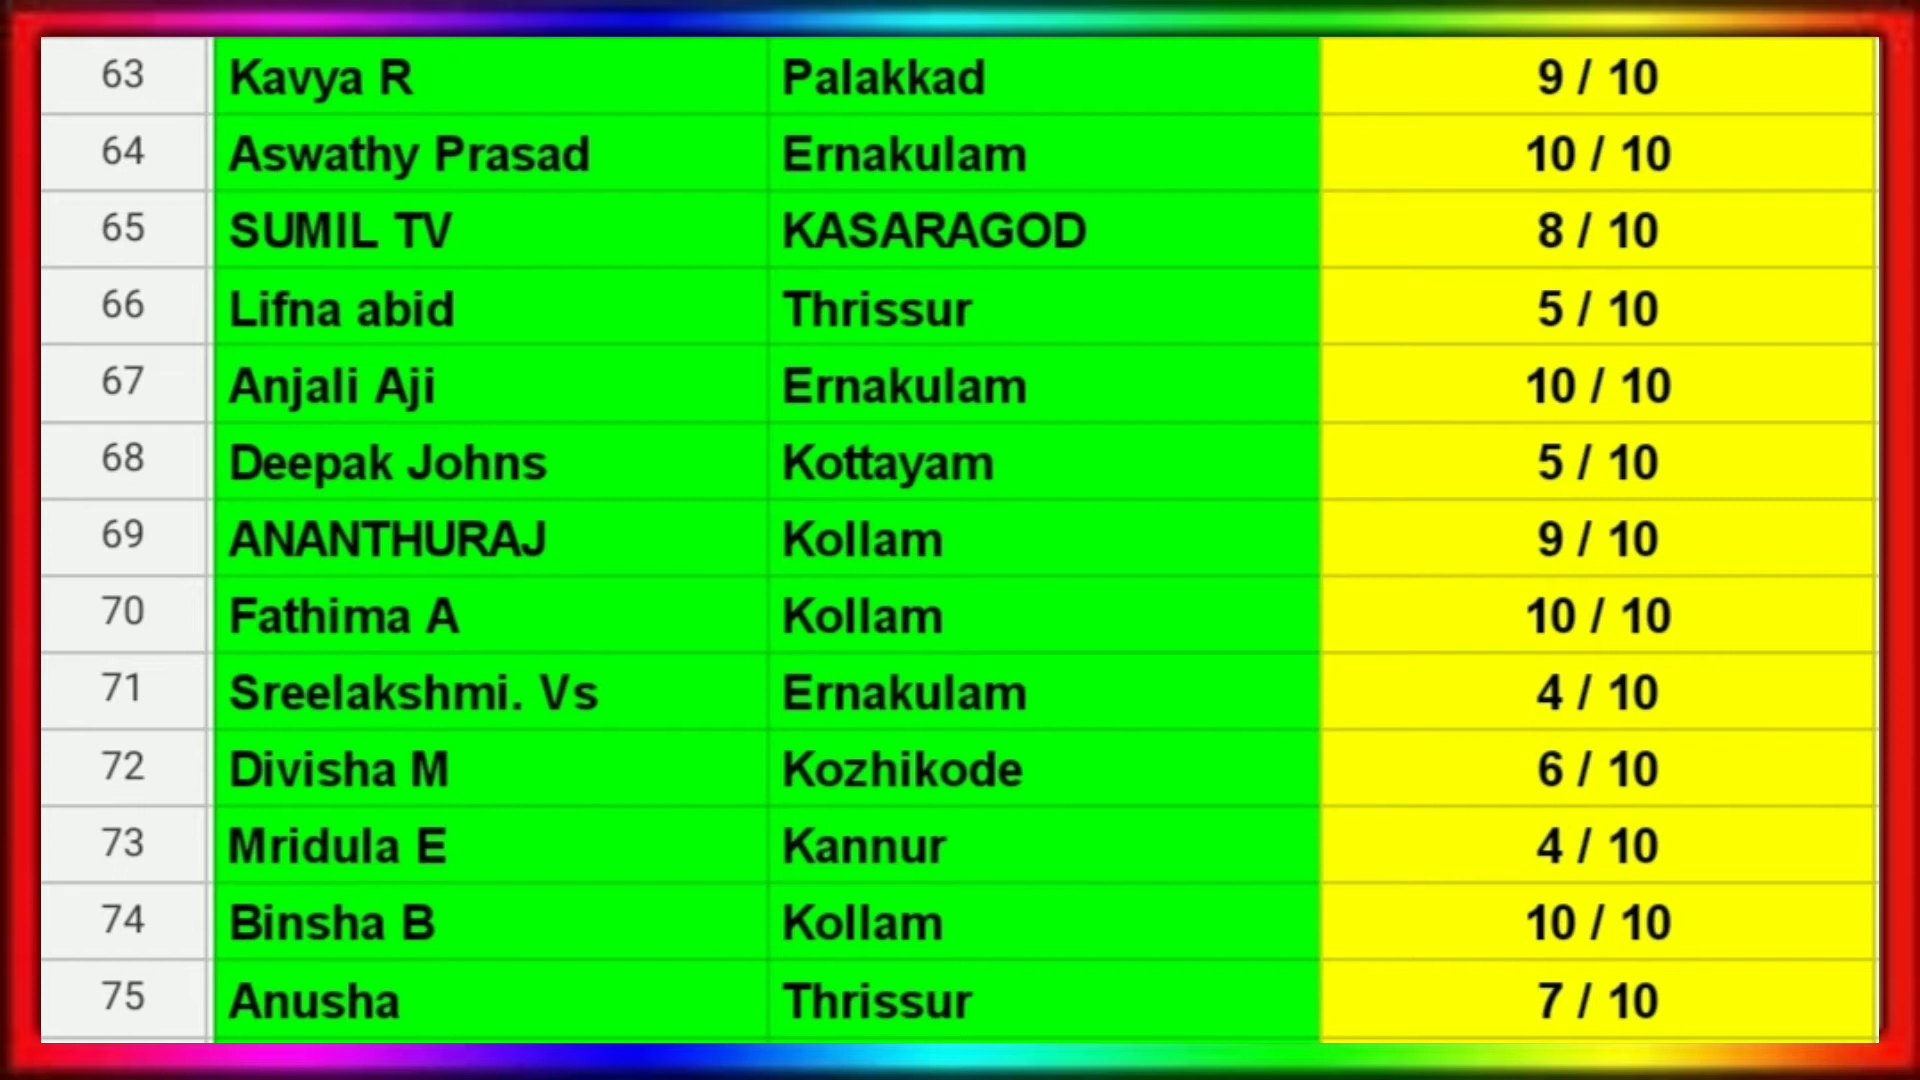 63 Kavya R Palakkad 9 / 10
64 Aswathy Prasad Ernakulam 10 / 10
65 SUMIL TV KASARAGOD 8 / 10
66 Lifna abid Thrissur 5 / 10
67 Anjali Aji Ernakulam 10 / 10
68 Deepak Johns Kottayam 5 / 10
69 ANANTHURAJ Kollam 9 / 10
70 Fathima A Kollam 10 / 10
71 Sreelakshmi. Vs Ernakulam 4 / 10
72 Divisha M Kozhikode 6 / 10
73 Mridula E Kannur 4 / 10
74 Binsha B Kollam 10 / 10
75 Anusha Thrissur 7 / 10